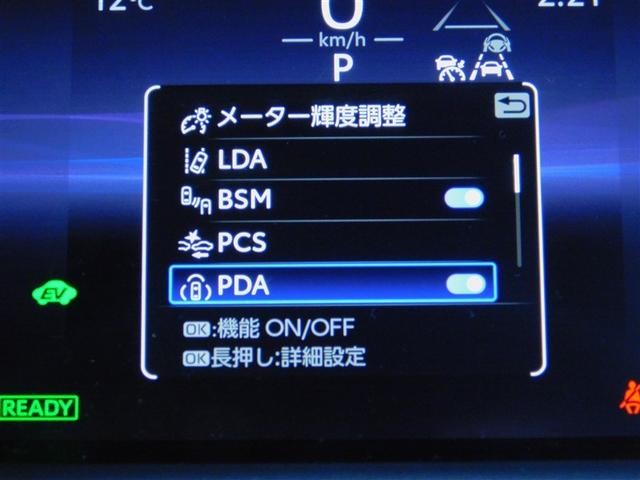 12℃
0
km/h
P
メーター輝度調整
LDA
BSM
PCS
PDA
OK:機能 ON/OFF
OK長押し:詳細設定
EV
READY